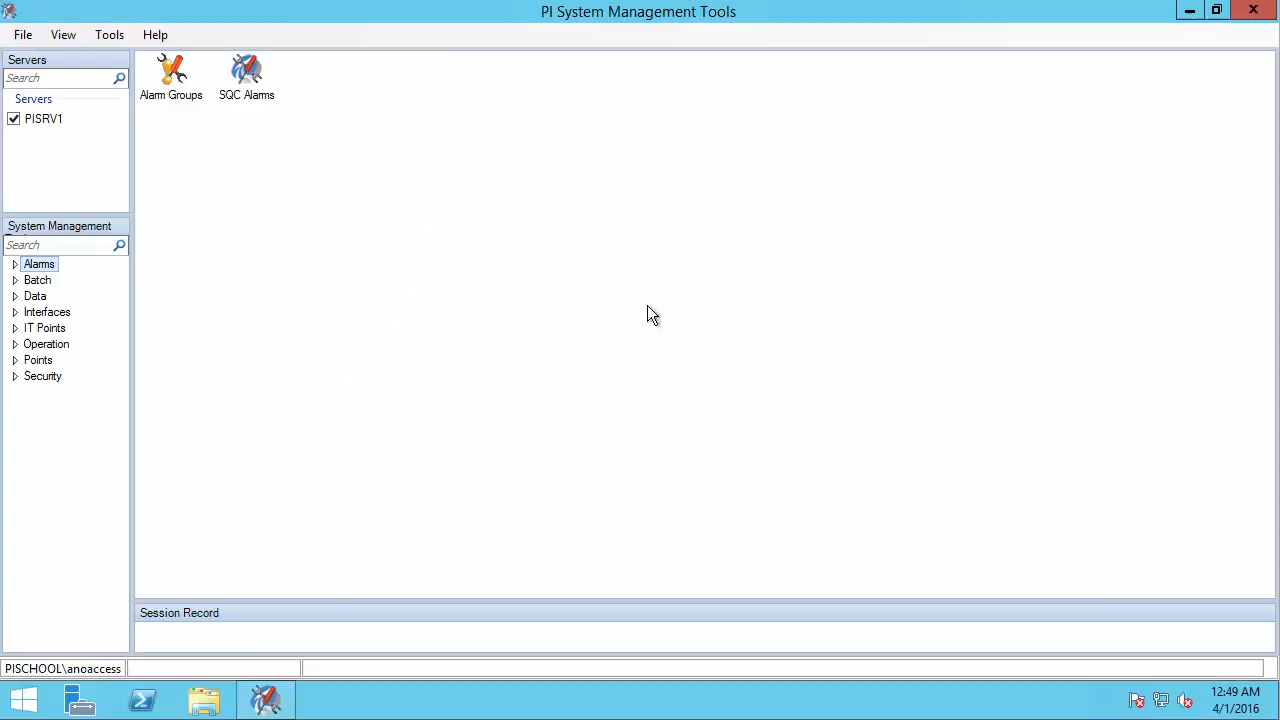 PI System Management Tools
File View Tools Help
Servers
Search
Servers
PISRV1
Alarm Groups
SQC Alarms
System Management
Search
Alarms
Batch
Data
Interfaces
IT Points
Operation
Points
Security
Session Record
PISCHOOL\anoaccess
12:49 AM
4/1/2016